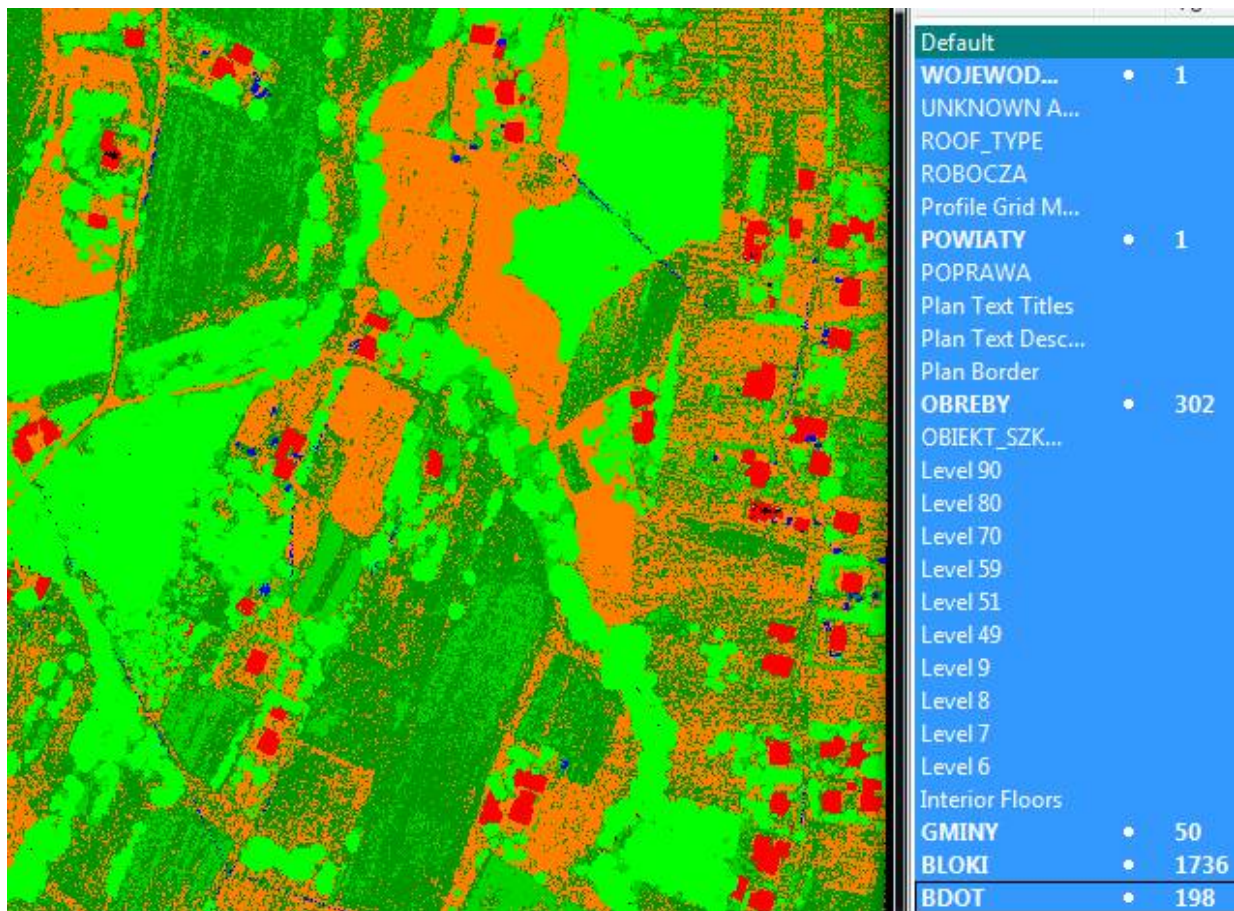 Default
WOJEWOD... • 1
UNKNOWN A...
ROOF_TYPE
ROBOCZA
Profile Grid M...
POWIATY • 1
POPRAWA
Plan Text Titles
Plan Text Desc...
Plan Border
OBREBY • 302
OBIEKT_SZK...
Level 90
Level 80
Level 70
Level 59
Level 51
Level 49
Level 9
Level 8
Level 7
Level 6
Interior Floors
GMINY • 50
BLOKI • 1736
BDOT • 198